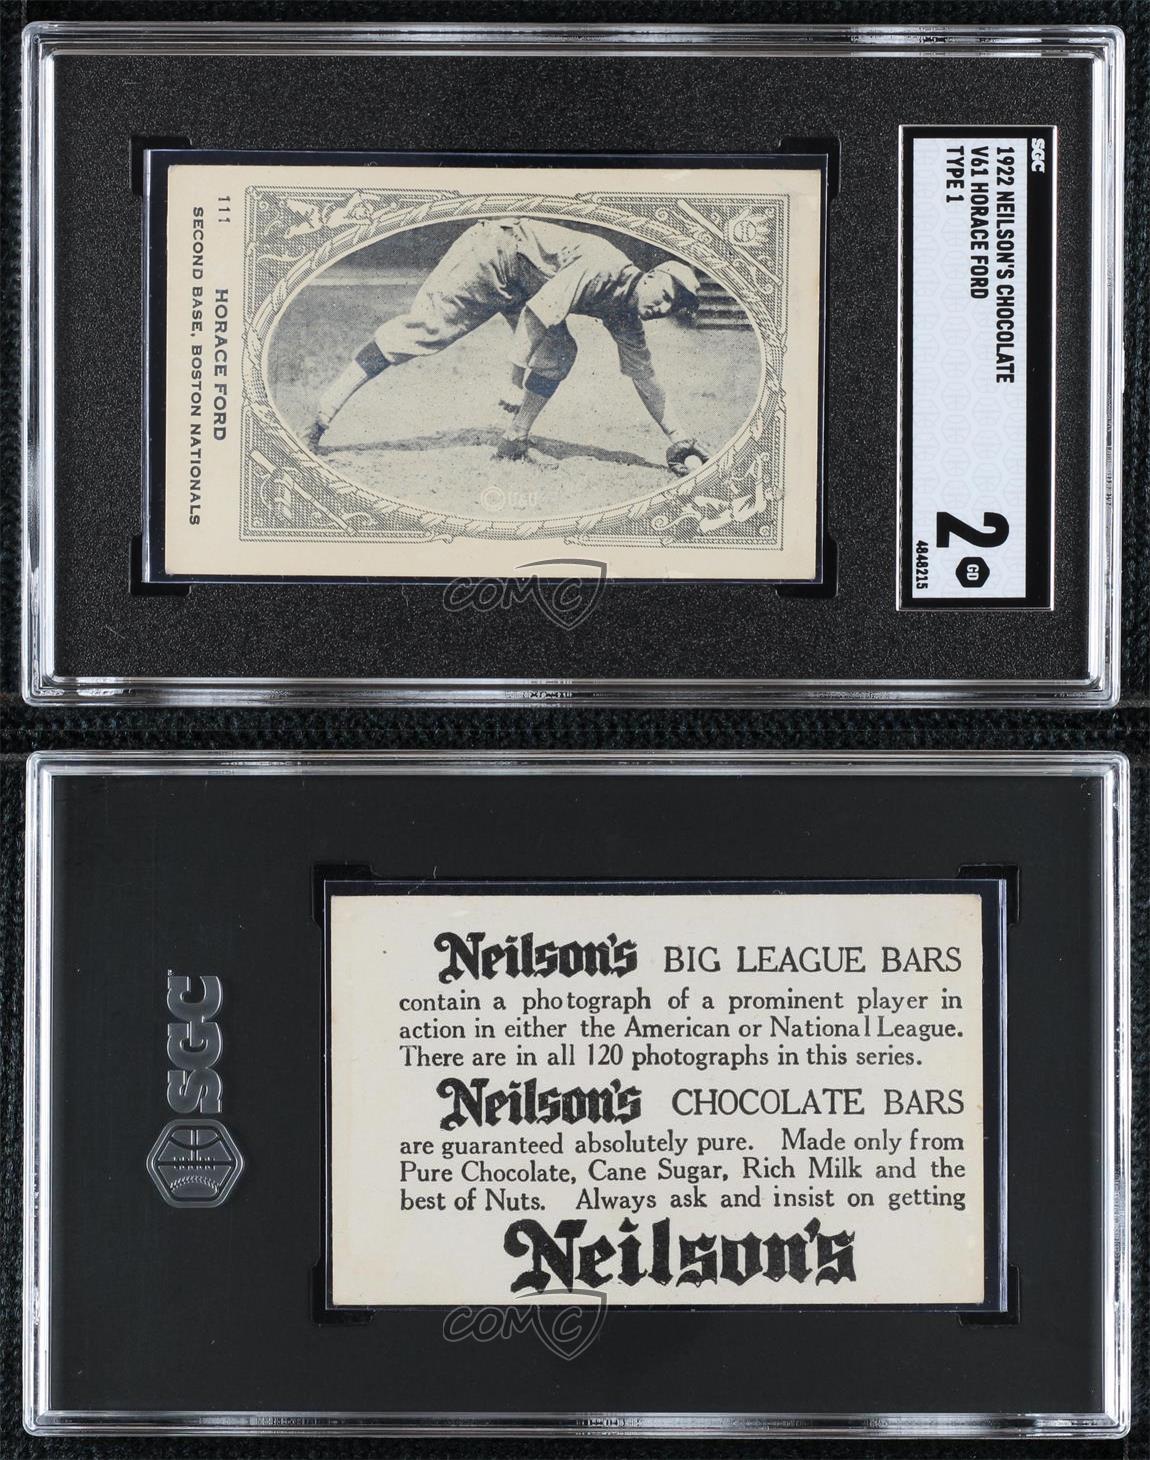 SGC
1922 NEILSON'S CHOCOLATE
V61 HORACE FORD
TYPE 1
2
GD
4848215
111
HORACE FORD
SECOND BASE, BOSTON NATIONALS
© U & U
COMC
SGC
Neilson's BIG LEAGUE BARS
contain a photograph of a prominent player in
action in either the American or National League.
There are in all 120 photographs in this series.
Neilson's CHOCOLATE BARS
are guaranteed absolutely pure. Made only from
Pure Chocolate, Cane Sugar, Rich Milk and the
best of Nuts. Always ask and insist on getting
Neilson's
COMC